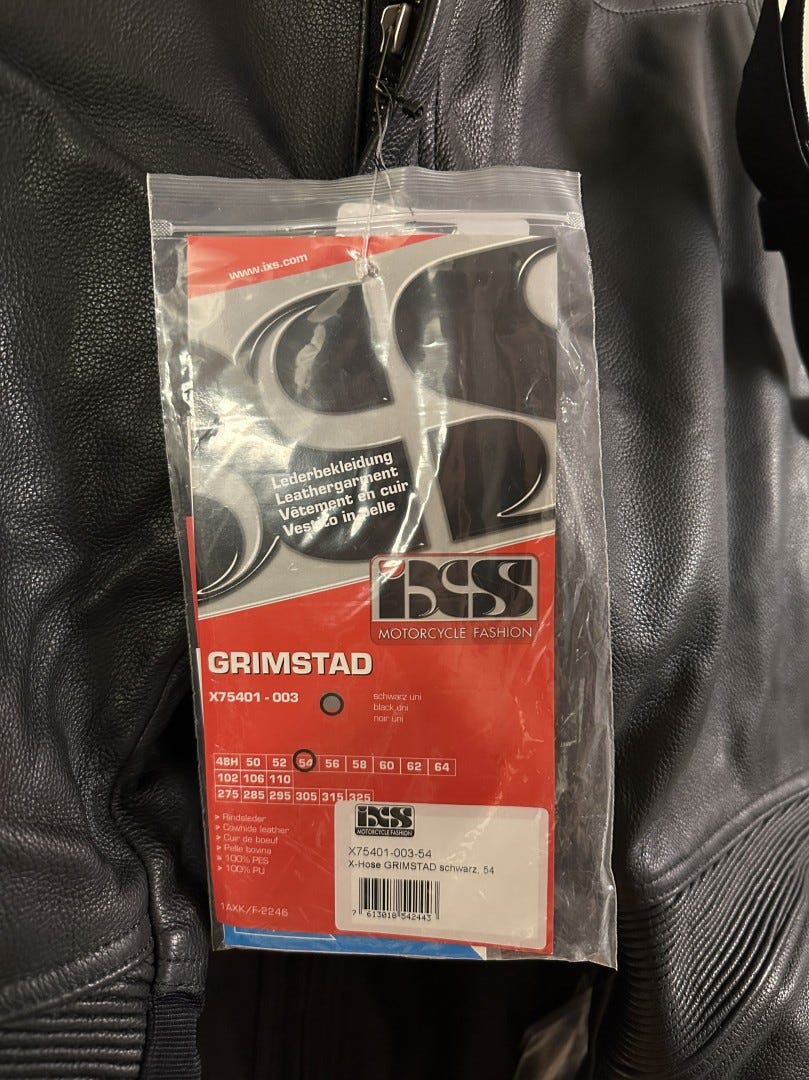 www.ixs.com
Lederbekleidung
Leathergarment
Vêtement en cuir
Vestito in pelle
iXS
MOTORCYCLE FASHION
GRIMSTAD
X75401 - 003
schwarz uni
black uni
noir uni
48H 50 52 54 56 58 60 62 64
102 106 110
275 285 295 305 315 325
> Rindsleder
> Cowhide leather
> Cuir de boeuf
> Pelle bovina
> 100% PES
> 100% PU
1AXK/F-2246
iXS
MOTORCYCLE FASHION
X75401-003-54
X-Hose GRIMSTAD schwarz, 54
7 613018 542443